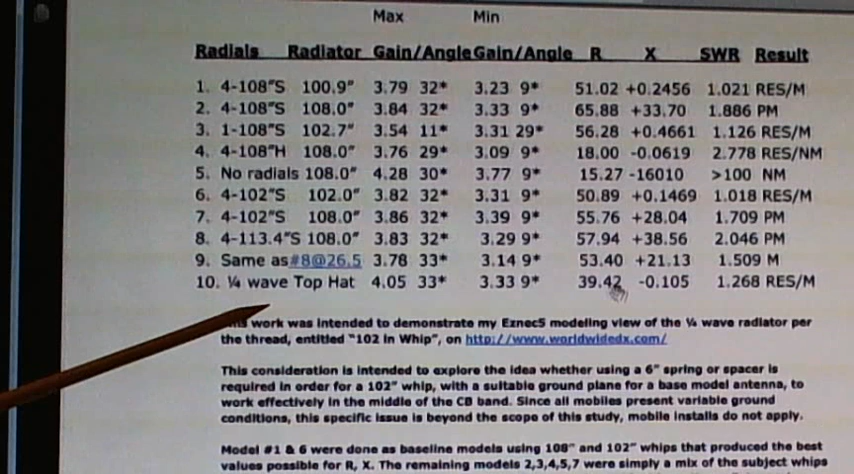 Max Min
Radials Radiator Gain/Angle Gain/Angle R X SWR Result
1. 4-108"S 100.9" 3.79 32* 3.23 9* 51.02 +0.2456 1.021 RES/M
2. 4-108"S 108.0" 3.84 32* 3.33 9* 65.88 +33.70 1.886 PM
3. 1-108"S 102.7" 3.54 11* 3.31 29* 56.28 +0.4661 1.126 RES/M
4. 4-108"H 108.0" 3.76 29* 3.09 9* 18.00 -0.0619 2.778 RES/NM
5. No radials 108.0" 4.28 30* 3.77 9* 15.27 -16010 >100 NM
6. 4-102"S 102.0" 3.82 32* 3.31 9* 50.89 +0.1469 1.018 RES/M
7. 4-102"S 108.0" 3.86 32* 3.39 9* 55.76 +28.04 1.709 PM
8. 4-113.4"S 108.0" 3.83 32* 3.29 9* 57.94 +38.56 2.046 PM
9. Same as#8@26.5 3.78 33* 3.14 9* 53.40 +21.13 1.509 M
10. ¼ wave Top Hat 4.05 33* 3.33 9* 39.42 -0.105 1.268 RES/M
work was intended to demonstrate my Eznec5 modeling view of the ¼ wave radiator per
the thread, entitled "102 in Whip", on http://www.worldwidedx.com/
This consideration is intended to explore the idea whether using a 6" spring or spacer is
required in order for a 102" whip, with a suitable ground plane for a base model antenna, to
work effectively in the middle of the CB band. Since all mobiles present variable ground
conditions, this specific issue is beyond the scope of this study, mobile installs do not apply.
Model #1 & 6 were done as baseline models using 108" and 102" whips that produced the best
values possible for R, X. The remaining models 2,3,4,5,7 were simply a mix of the subject whips